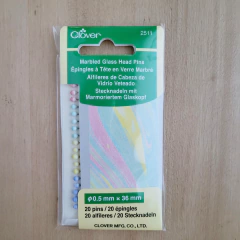 Clover
2511
Marbled Glass Head Pins
Épingles à Tête en Verre Marbré
Alfileres de Cabeza de
Vidrio Veteado
Stecknadeln mit
Marmoriertem Glaskopf
φ0.5 mm × 36 mm
20 pins / 20 épingles
20 alfileres / 20 Stecknadeln
CLOVER MFG. CO., LTD.